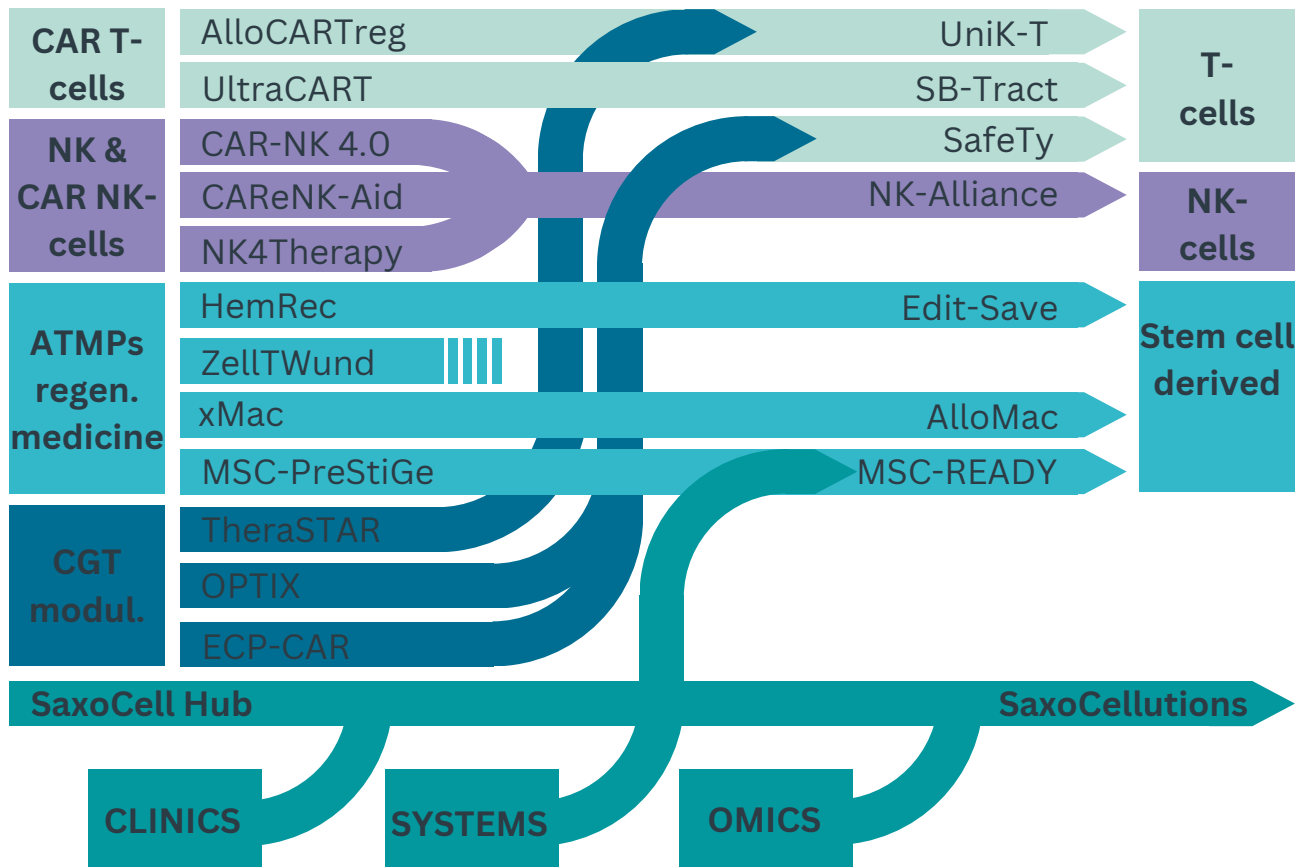 CAR T-
cells
AlloCARTreg
UniK-T
UltraCART
SB-Tract
T-
cells
NK &
CAR NK-
cells
CAR-NK 4.0
SafeTy
CAReNK-Aid
NK-Alliance
NK4Therapy
NK-
cells
ATMPs
regen.
medicine
HemRec
Edit-Save
ZellTWund
xMac
AlloMac
MSC-PreStiGe
MSC-READY
Stem cell
derived
CGT
modul.
TheraSTAR
OPTIX
ECP-CAR
SaxoCell Hub
SaxoCellutions
CLINICS
SYSTEMS
OMICS